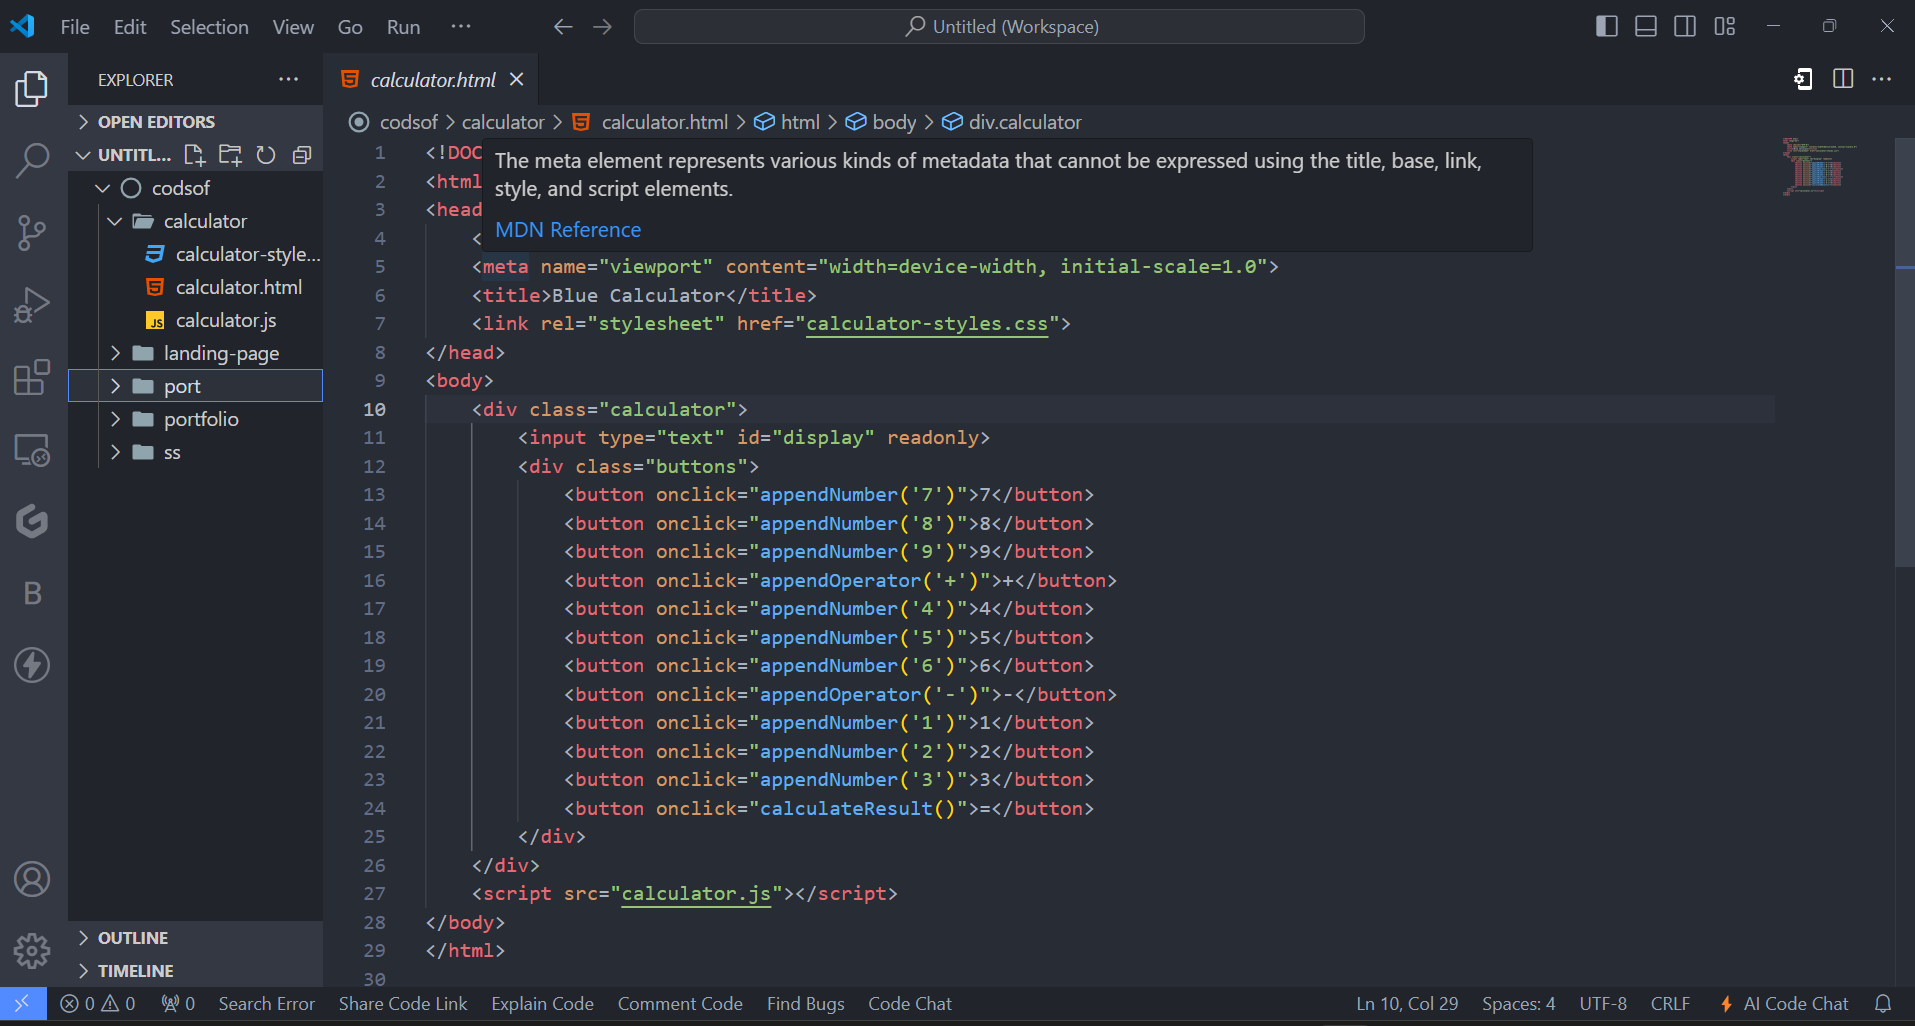 File Edit Selection View Go Run ··· Untitled (Workspace)
EXPLORER ···
OPEN EDITORS
UNTITL...
codsof
calculator
calculator-style...
calculator.html
JS calculator.js
landing-page
port
portfolio
ss
OUTLINE
TIMELINE
B
calculator.html
codsof > calculator > calculator.html > html > body > div.calculator
The meta element represents various kinds of metadata that cannot be expressed using the title, base, link,
style, and script elements.
MDN Reference
1 <!DOC
2 <html
3 <head
4     <
5     <meta name="viewport" content="width=device-width, initial-scale=1.0">
6     <title>Blue Calculator</title>
7     <link rel="stylesheet" href="calculator-styles.css">
8 </head>
9 <body>
10     <div class="calculator">
11         <input type="text" id="display" readonly>
12         <div class="buttons">
13             <button onclick="appendNumber('7')">7</button>
14             <button onclick="appendNumber('8')">8</button>
15             <button onclick="appendNumber('9')">9</button>
16             <button onclick="appendOperator('+')">+</button>
17             <button onclick="appendNumber('4')">4</button>
18             <button onclick="appendNumber('5')">5</button>
19             <button onclick="appendNumber('6')">6</button>
20             <button onclick="appendOperator('-')">-</button>
21             <button onclick="appendNumber('1')">1</button>
22             <button onclick="appendNumber('2')">2</button>
23             <button onclick="appendNumber('3')">3</button>
24             <button onclick="calculateResult()">=</button>
25         </div>
26     </div>
27     <script src="calculator.js"></script>
28 </body>
29 </html>
30
0 0 0 Search Error Share Code Link Explain Code Comment Code Find Bugs Code Chat Ln 10, Col 29 Spaces: 4 UTF-8 CRLF AI Code Chat